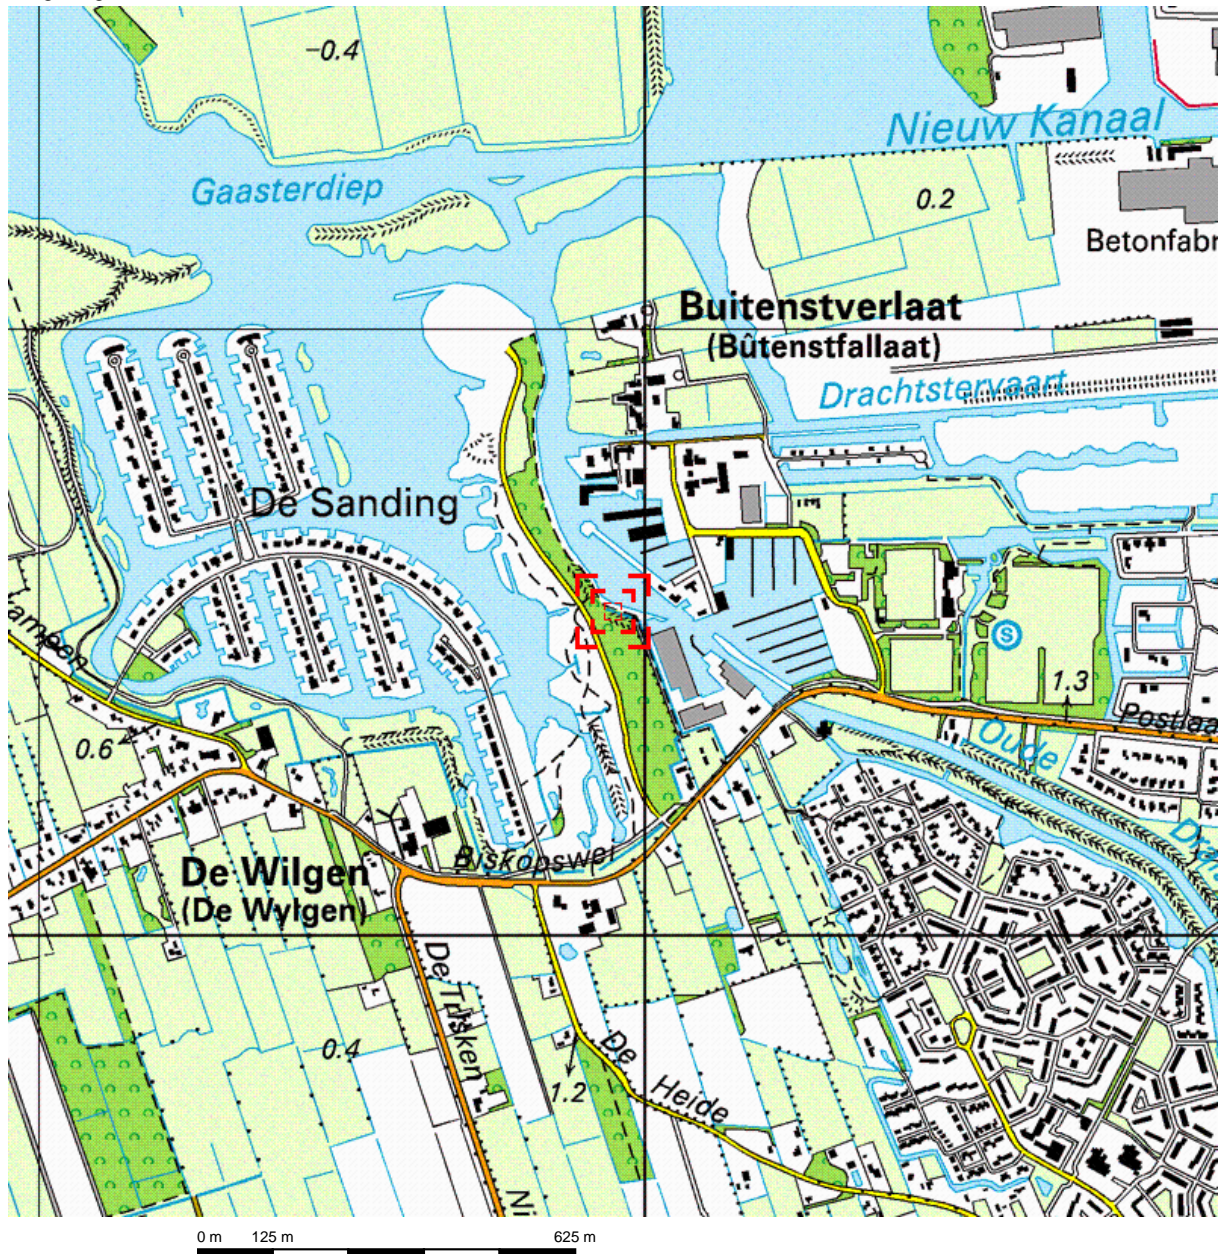 -0.4
Nieuw Kanaal
Gaasterdiep
0.2
Betonfabr
Buitenstverlaat
(Bûtenstfallaat)
Drachtstervaart
De Sanding
S
1.3
Postlaa
Oude
0.6
Biskopswei
De Wilgen
(De Wylgen)
De Trisken
0.4
De
Heide
1.2
Ni
0 m 125 m 625 m